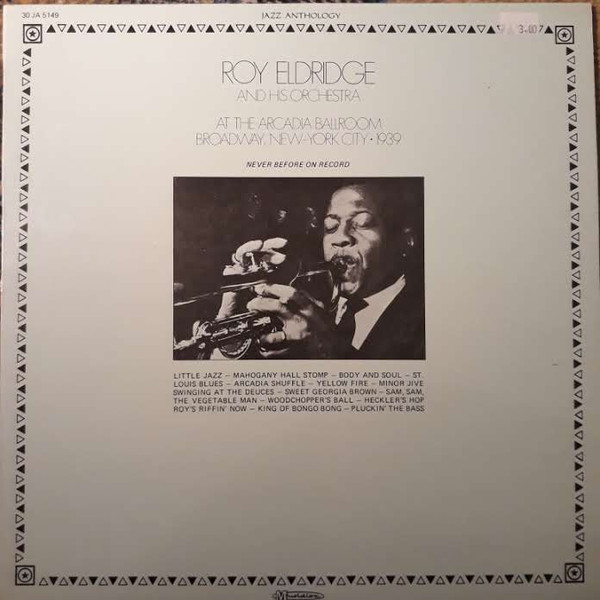 30 JA 5149
JAZZ ANTHOLOGY
ROY ELDRIDGE
AND HIS ORCHESTRA
AT THE ARCADIA BALLROOM
BROADWAY, NEW-YORK CITY • 1939
NEVER BEFORE ON RECORD
LITTLE JAZZ – MAHOGANY HALL STOMP – BODY AND SOUL – ST.
LOUIS BLUES – ARCADIA SHUFFLE – YELLOW FIRE – MINOR JIVE
SWINGING AT THE DEUCES – SWEET GEORGIA BROWN – SAM, SAM,
THE VEGETABLE MAN – WOODCHOPPER'S BALL – HECKLER'S HOP
ROY'S RIFFIN' NOW – KING OF BONGO BONG – PLUCKIN' THE BASS
Musidisc